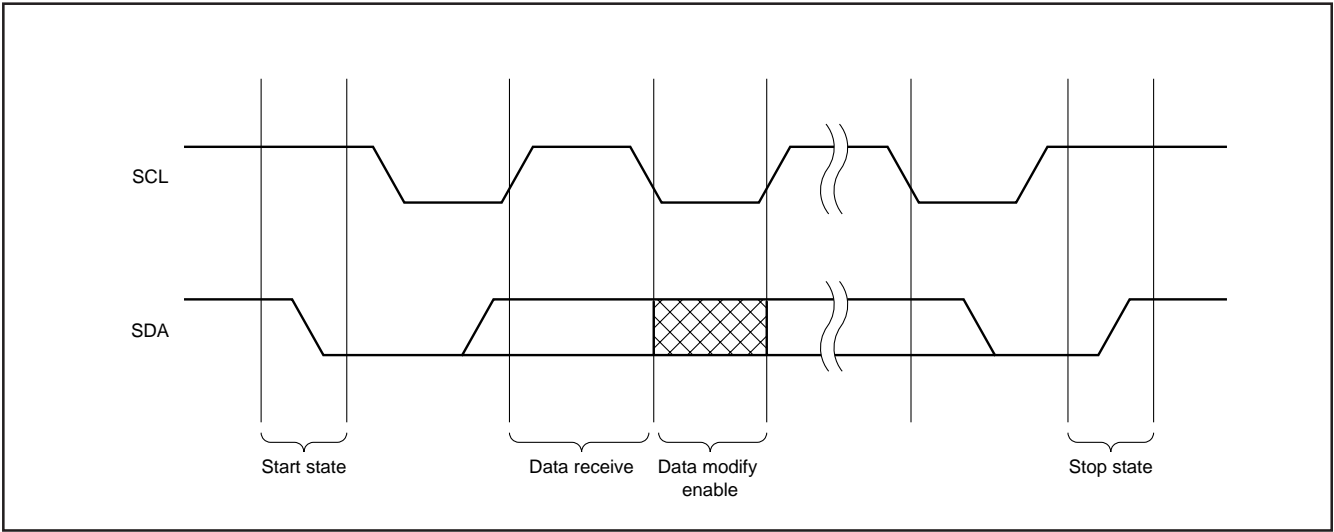 SCL
SDA
Start state
Data receive
Data modify
enable
Stop state